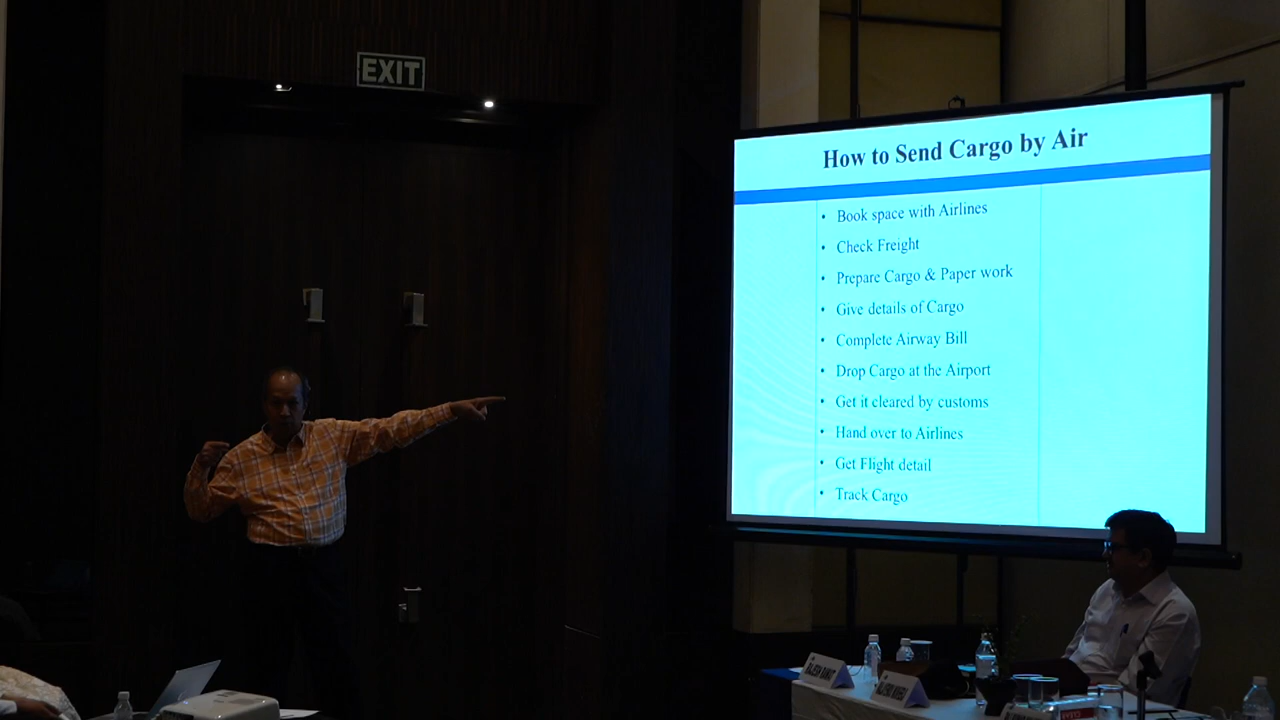 EXIT
How to Send Cargo by Air
• Book space with Airlines
• Check Freight
• Prepare Cargo & Paper work
• Give details of Cargo
• Complete Airway Bill
• Drop Cargo at the Airport
• Get it cleared by customs
• Hand over to Airlines
• Get Flight detail
• Track Cargo